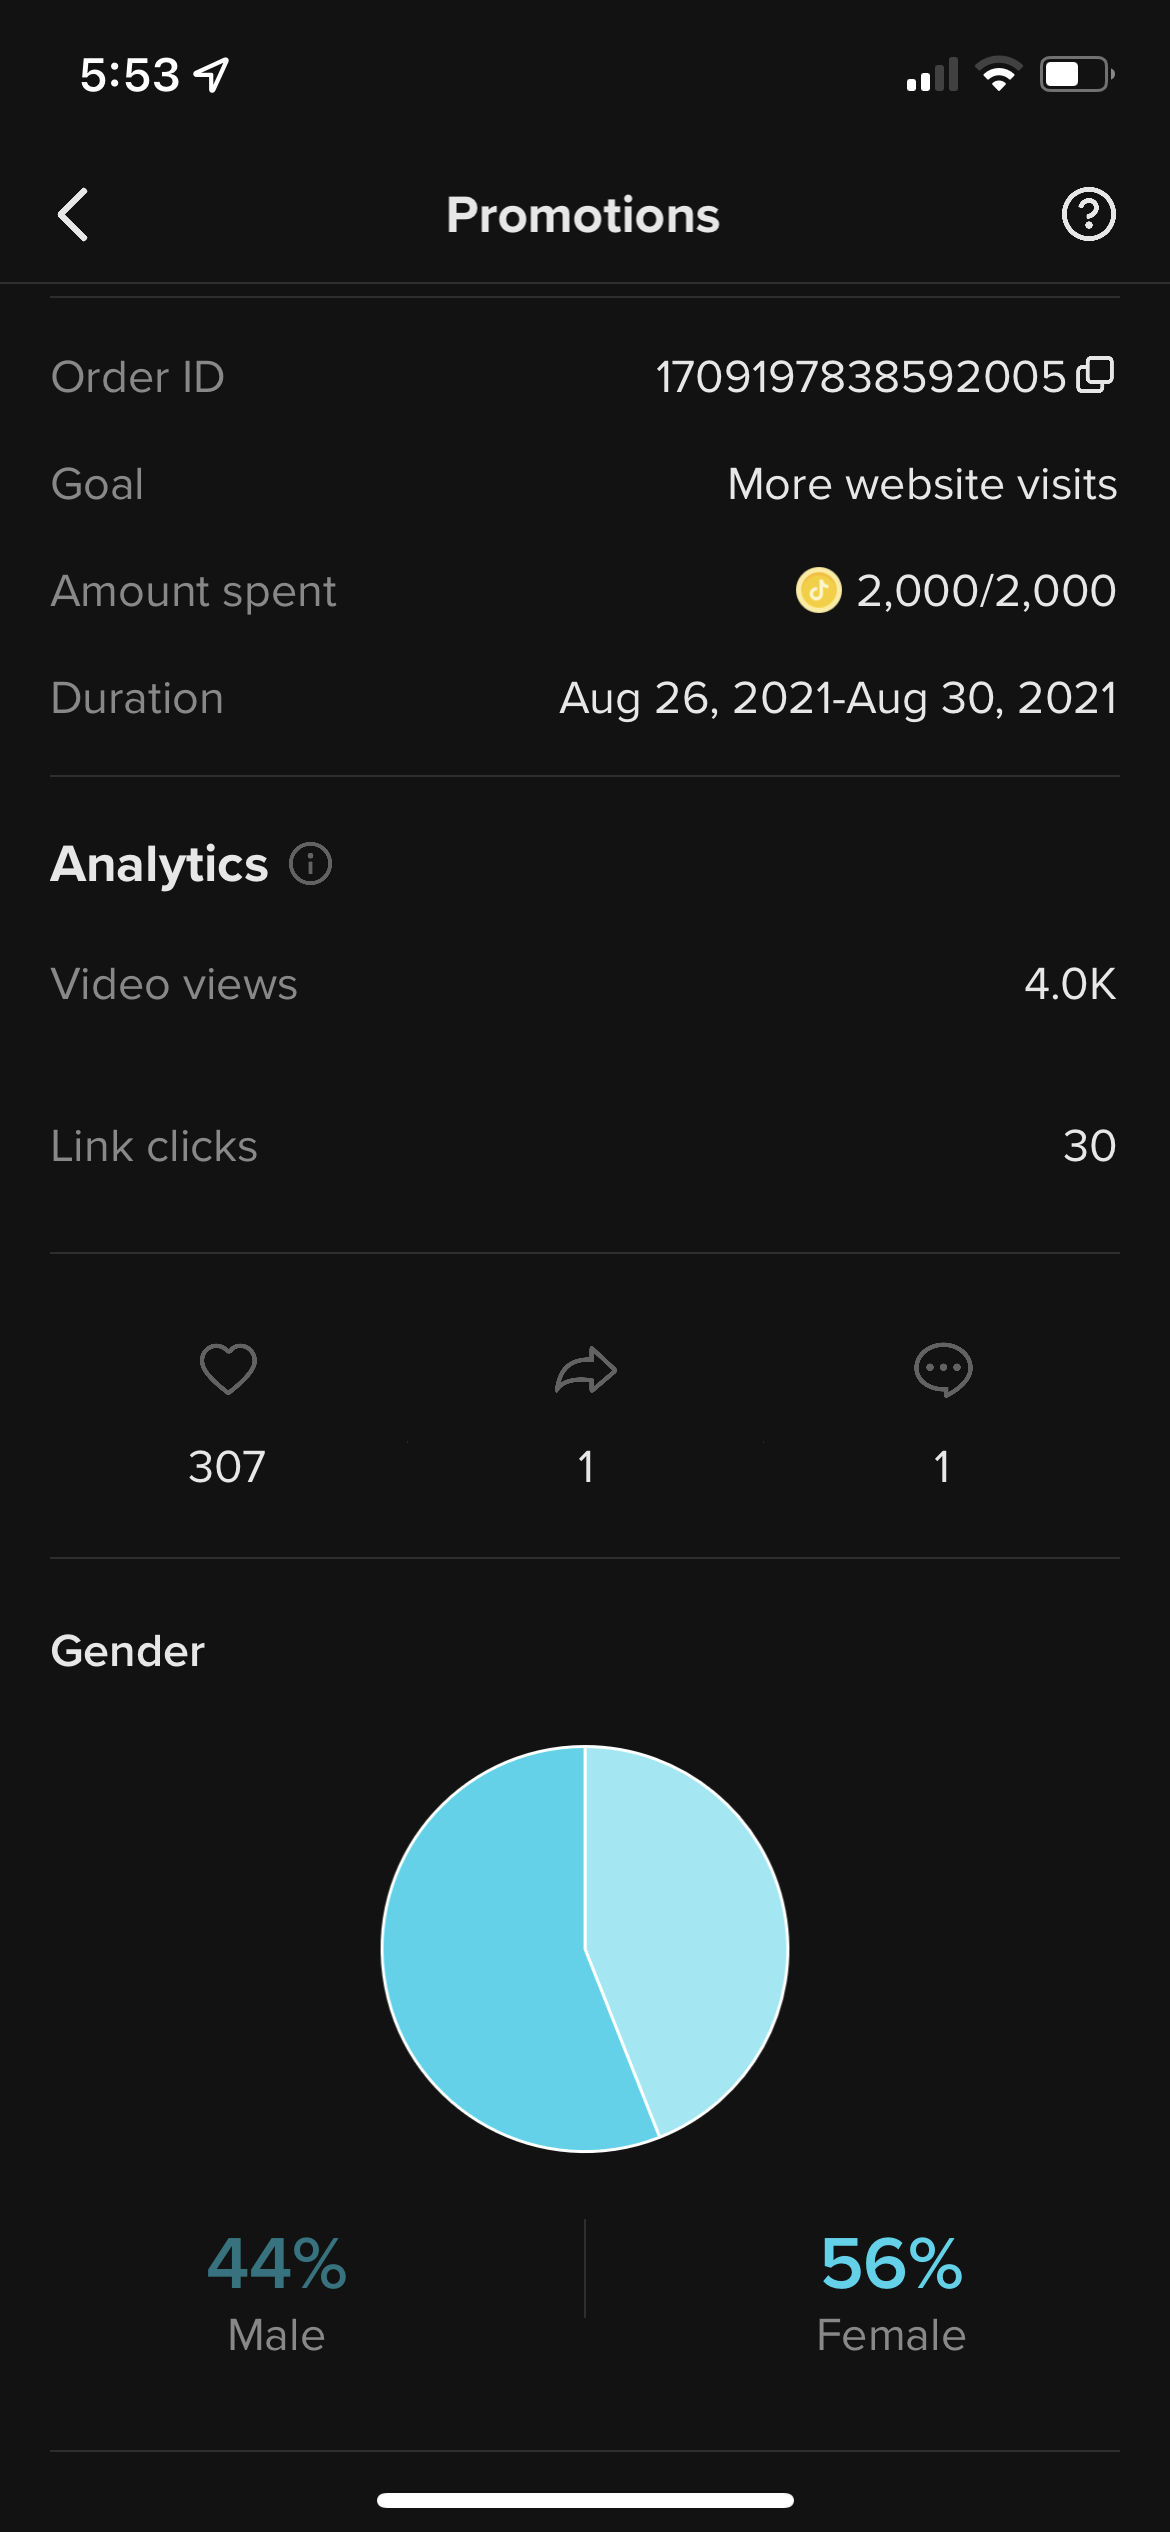 5:53
Promotions
Order ID 1709197838592005
Goal More website visits
Amount spent 2,000/2,000
Duration Aug 26, 2021-Aug 30, 2021
Analytics
Video views 4.0K
Link clicks 30
307 1 1
Gender
44% 56%
Male Female